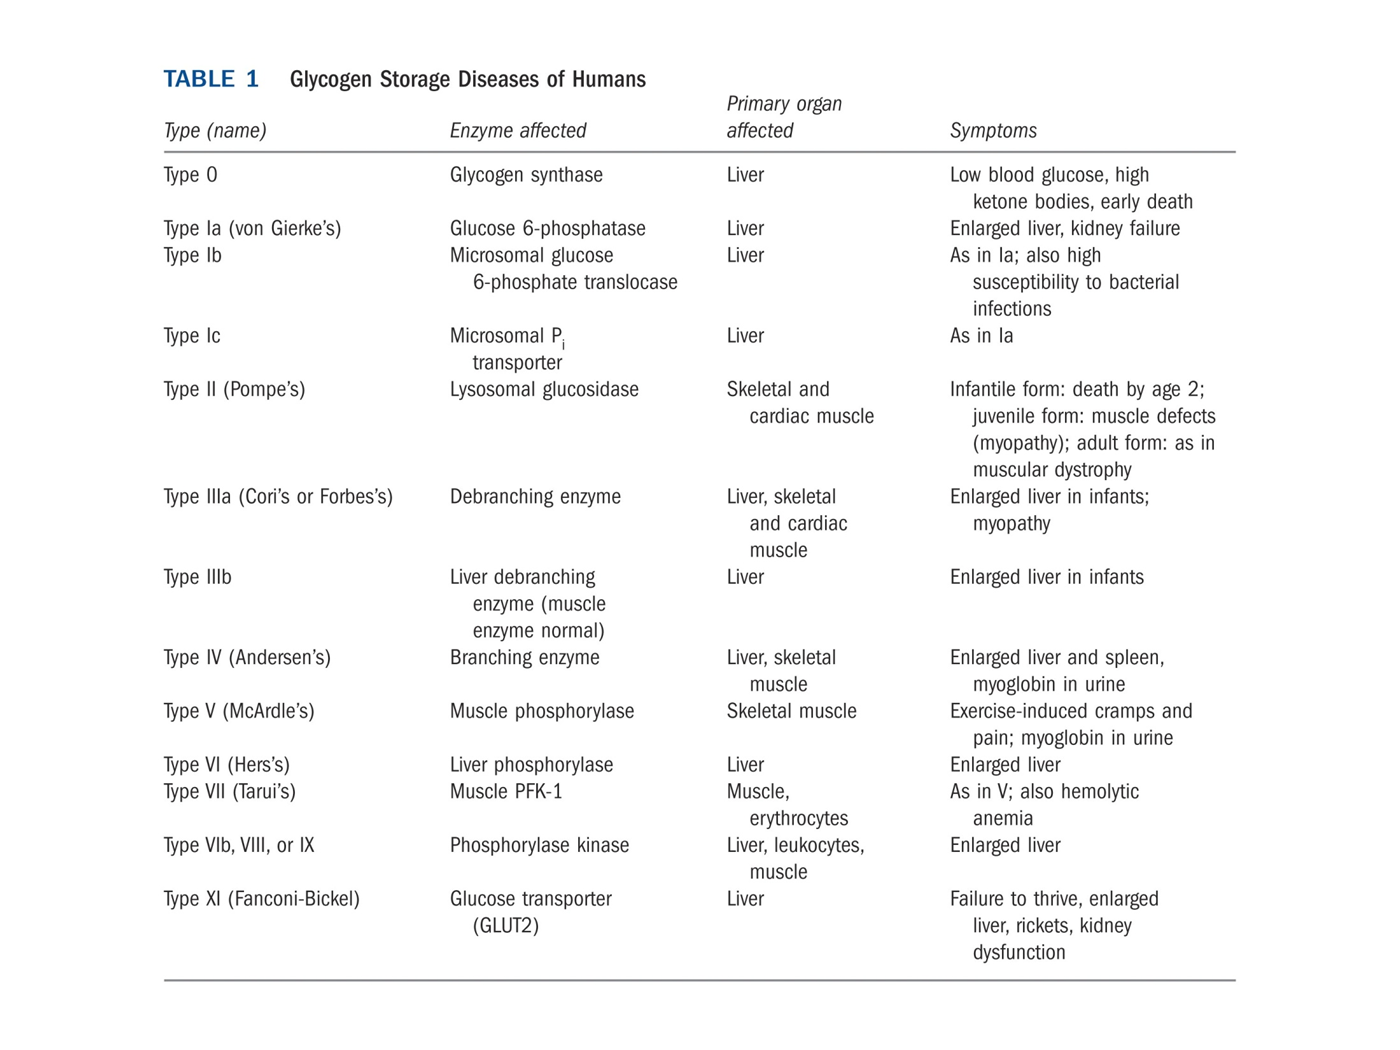 TABLE 1 Glycogen Storage Diseases of Humans
Primary organ
Type (name) Enzyme affected affected Symptoms
Type 0 Glycogen synthase Liver Low blood glucose, high
ketone bodies, early death
Type Ia (von Gierke’s) Glucose 6-phosphatase Liver Enlarged liver, kidney failure
Type Ib Microsomal glucose Liver As in Ia; also high
6-phosphate translocase susceptibility to bacterial
infections
Type Ic Microsomal Pi Liver As in Ia
transporter
Type II (Pompe’s) Lysosomal glucosidase Skeletal and Infantile form: death by age 2;
cardiac muscle juvenile form: muscle defects
(myopathy); adult form: as in
muscular dystrophy
Type IIIa (Cori’s or Forbes’s) Debranching enzyme Liver, skeletal Enlarged liver in infants;
and cardiac myopathy
muscle
Type IIIb Liver debranching Liver Enlarged liver in infants
enzyme (muscle
enzyme normal)
Type IV (Andersen’s) Branching enzyme Liver, skeletal Enlarged liver and spleen,
muscle myoglobin in urine
Type V (McArdle’s) Muscle phosphorylase Skeletal muscle Exercise-induced cramps and
pain; myoglobin in urine
Type VI (Hers’s) Liver phosphorylase Liver Enlarged liver
Type VII (Tarui’s) Muscle PFK-1 Muscle, As in V; also hemolytic
erythrocytes anemia
Type VIb, VIII, or IX Phosphorylase kinase Liver, leukocytes, Enlarged liver
muscle
Type XI (Fanconi-Bickel) Glucose transporter Liver Failure to thrive, enlarged
(GLUT2) liver, rickets, kidney
dysfunction